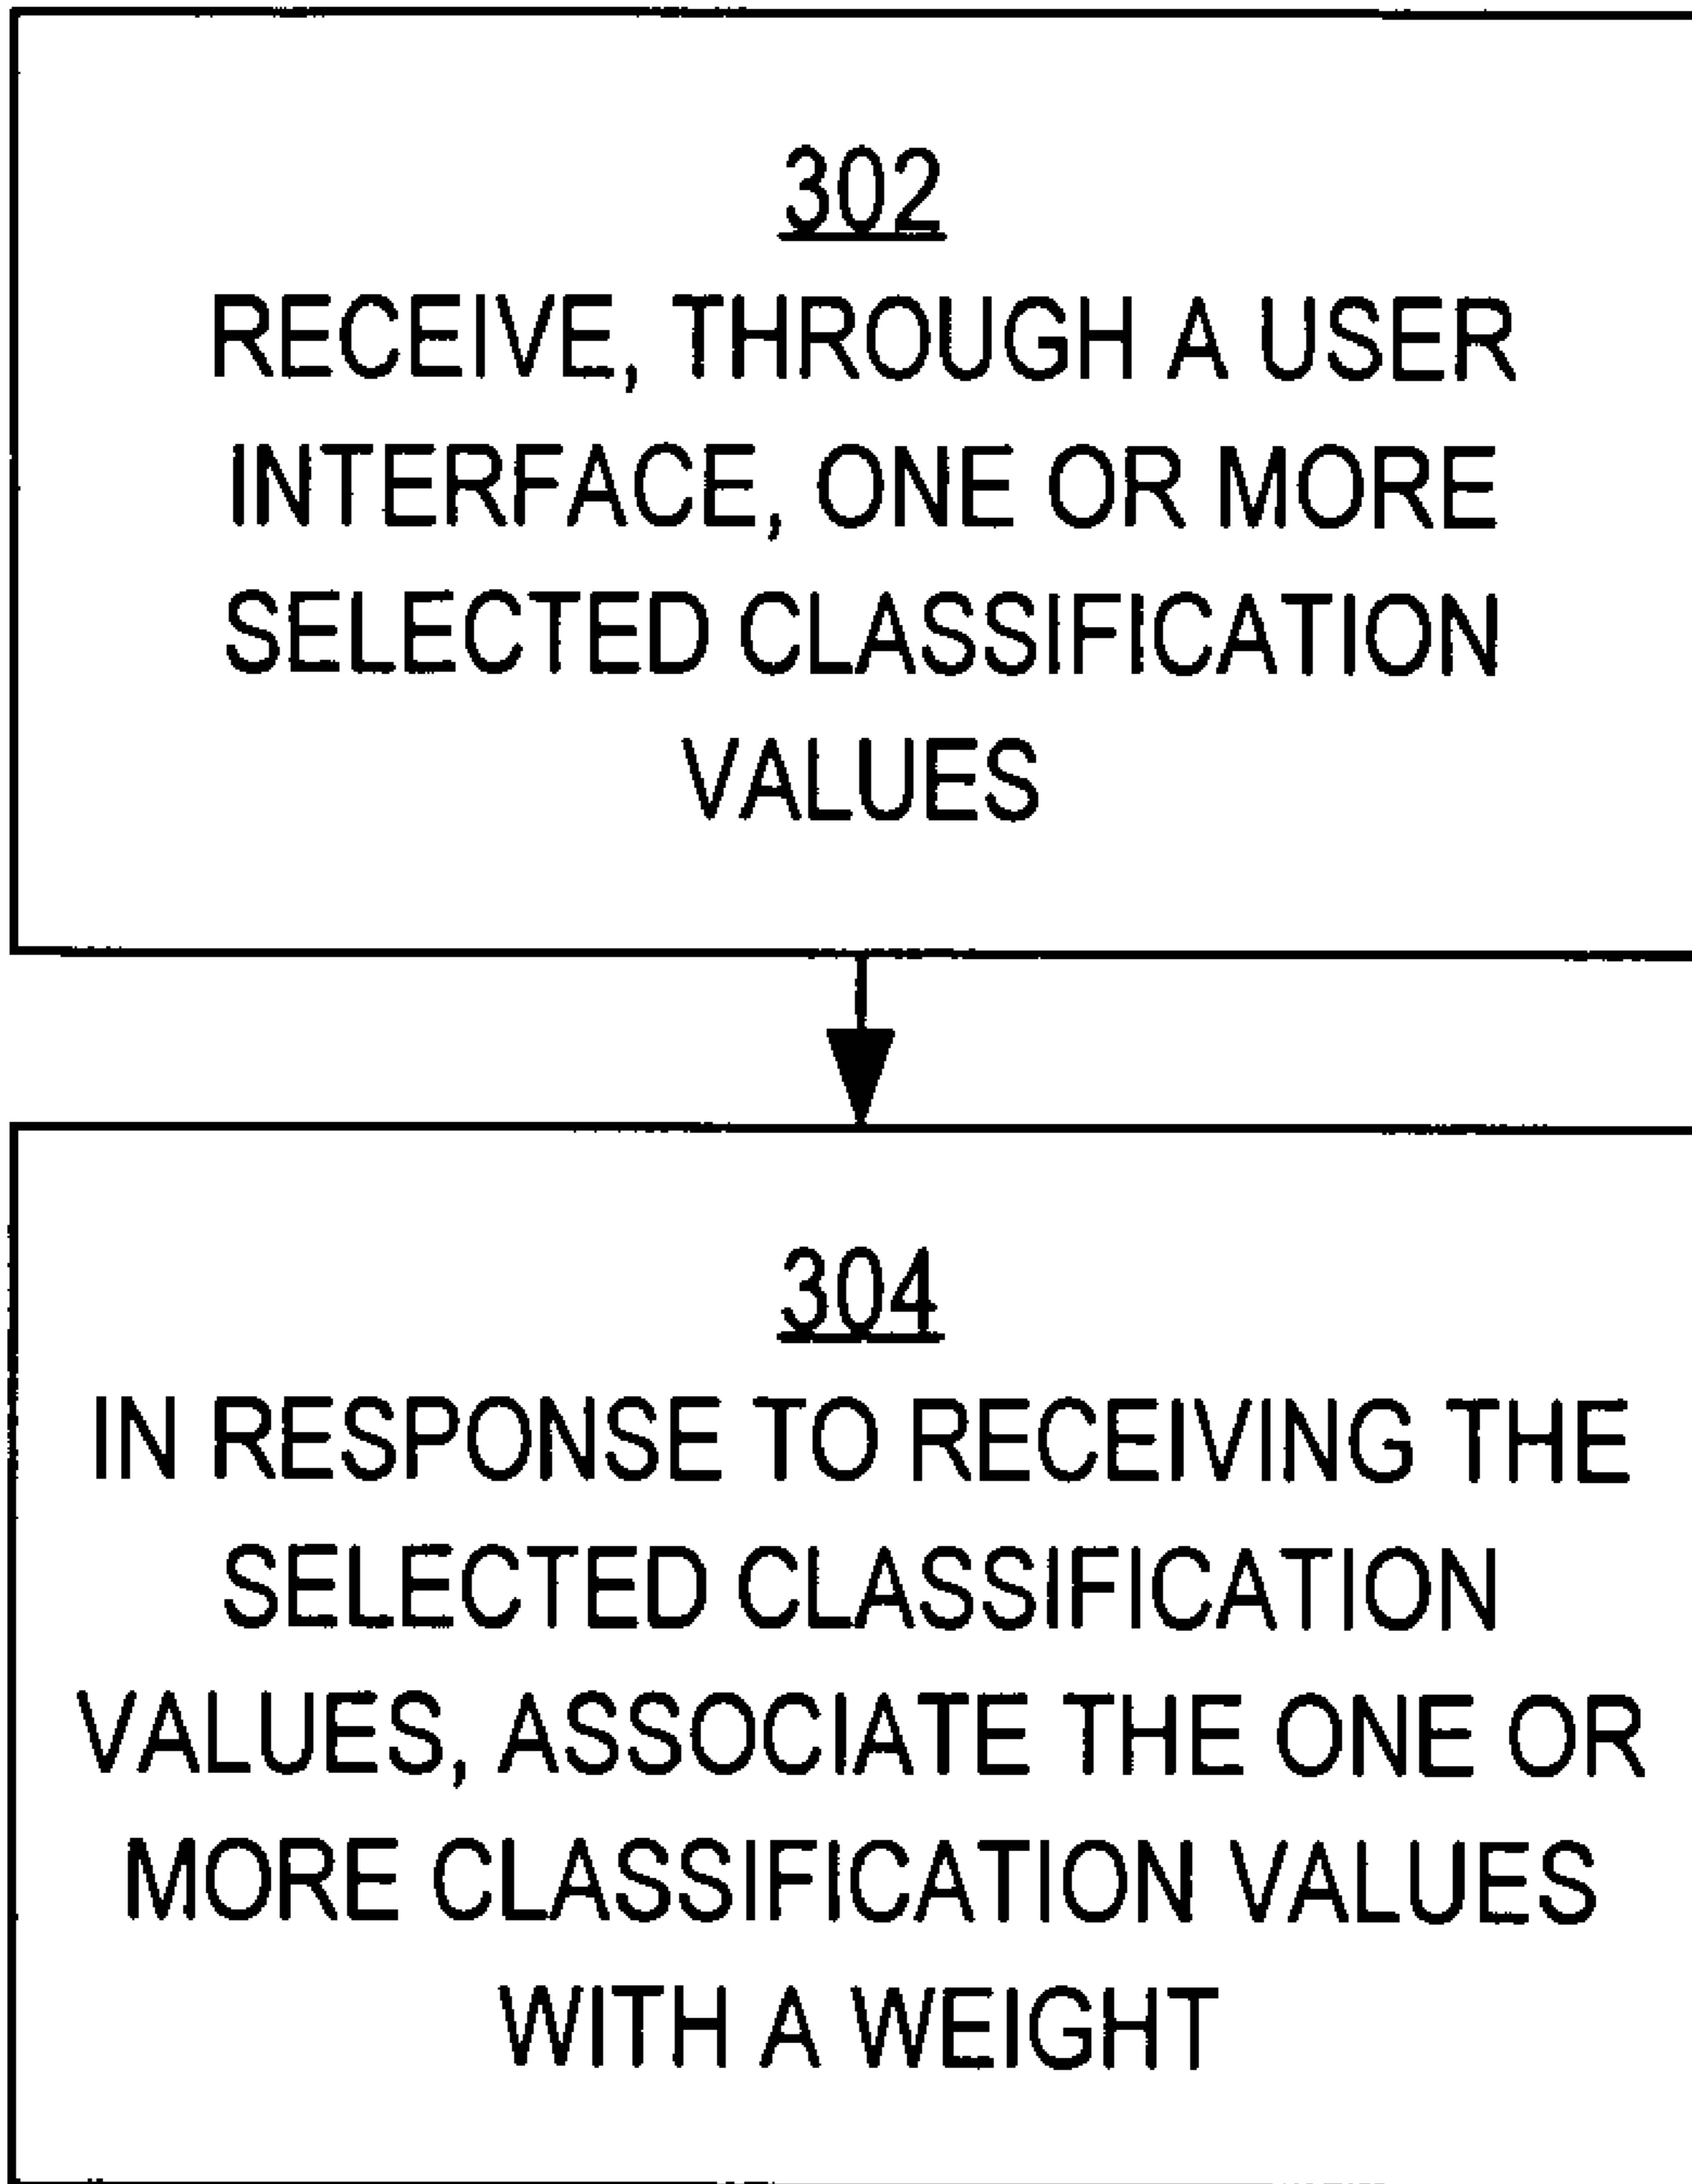 302
RECEIVE, THROUGH A USER
INTERFACE, ONE OR MORE
SELECTED CLASSIFICATION
VALUES
304
IN RESPONSE TO RECEIVING THE
SELECTED CLASSIFICATION
VALUES, ASSOCIATE THE ONE OR
MORE CLASSIFICATION VALUES
WITH A WEIGHT